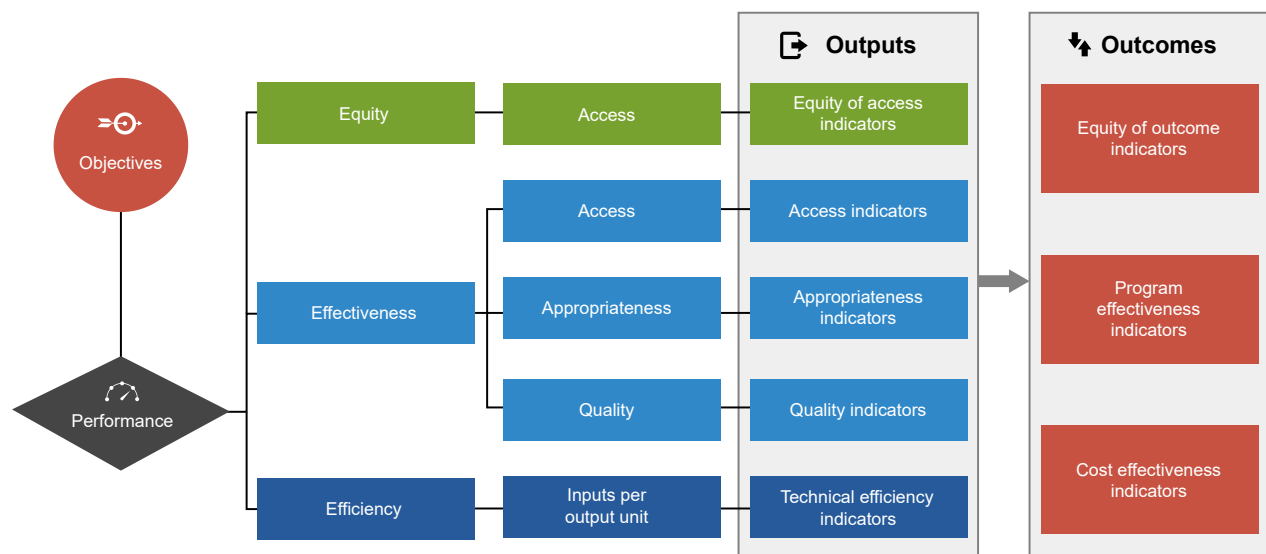 Outputs
Outcomes
Objectives
Performance
Equity
Access
Equity of access
indicators
Effectiveness
Access
Access indicators
Appropriateness
Appropriateness
indicators
Quality
Quality indicators
Efficiency
Inputs per
output unit
Technical efficiency
indicators
Equity of outcome
indicators
Program
effectiveness
indicators
Cost effectiveness
indicators